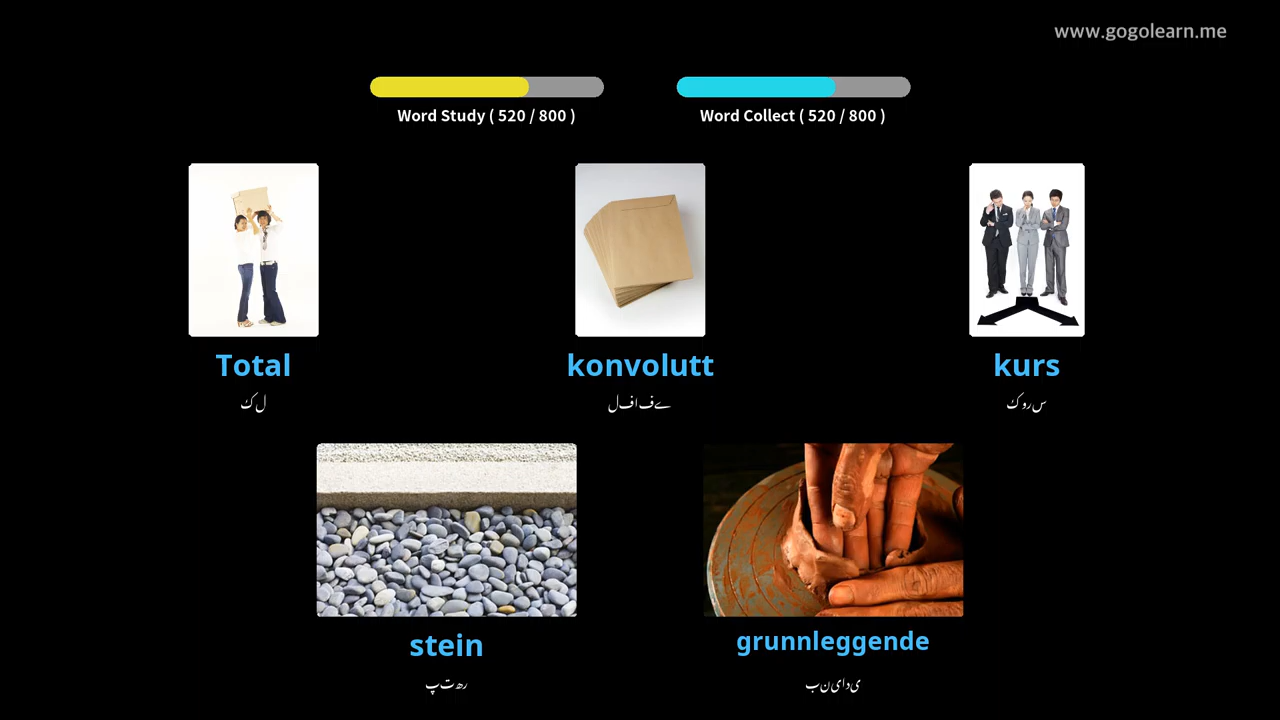 www.gogolearn.me
Word Study ( 520 / 800 )
Word Collect ( 520 / 800 )
Total
konvolutt
kurs
کل
لفافے
کورس
stein
grunnleggende
پتھر
بنیادی